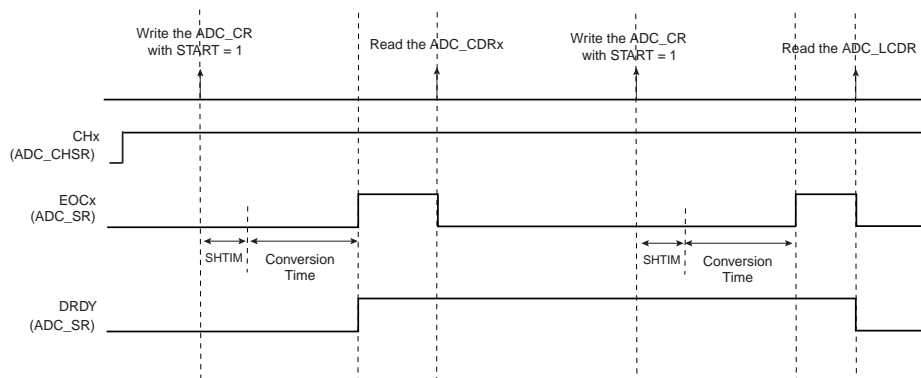 Write the ADC_CR
with START = 1
Read the ADC_CDRx
Write the ADC_CR
with START = 1
Read the ADC_LCDR
CHx
(ADC_CHSR)
EOCx
(ADC_SR)
SHTIM
Conversion
Time
SHTIM
Conversion
Time
DRDY
(ADC_SR)